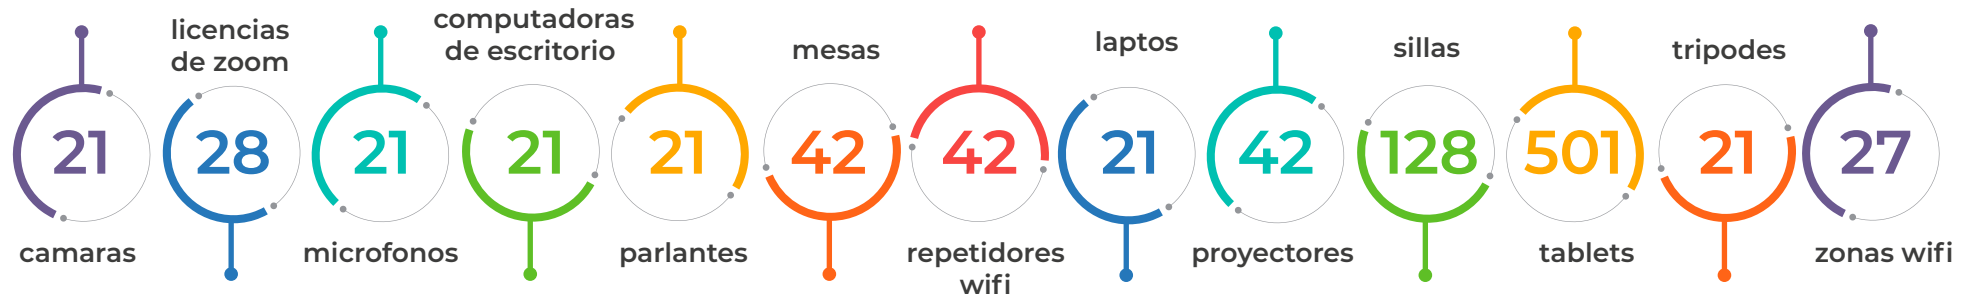 21
camaras
licencias
de zoom
28
21
microfonos
computadoras
de escritorio
21
21
parlantes
mesas
42
42
repetidores
wifi
laptos
21
42
proyectores
sillas
128
501
tablets
tripodes
21
27
zonas wifi